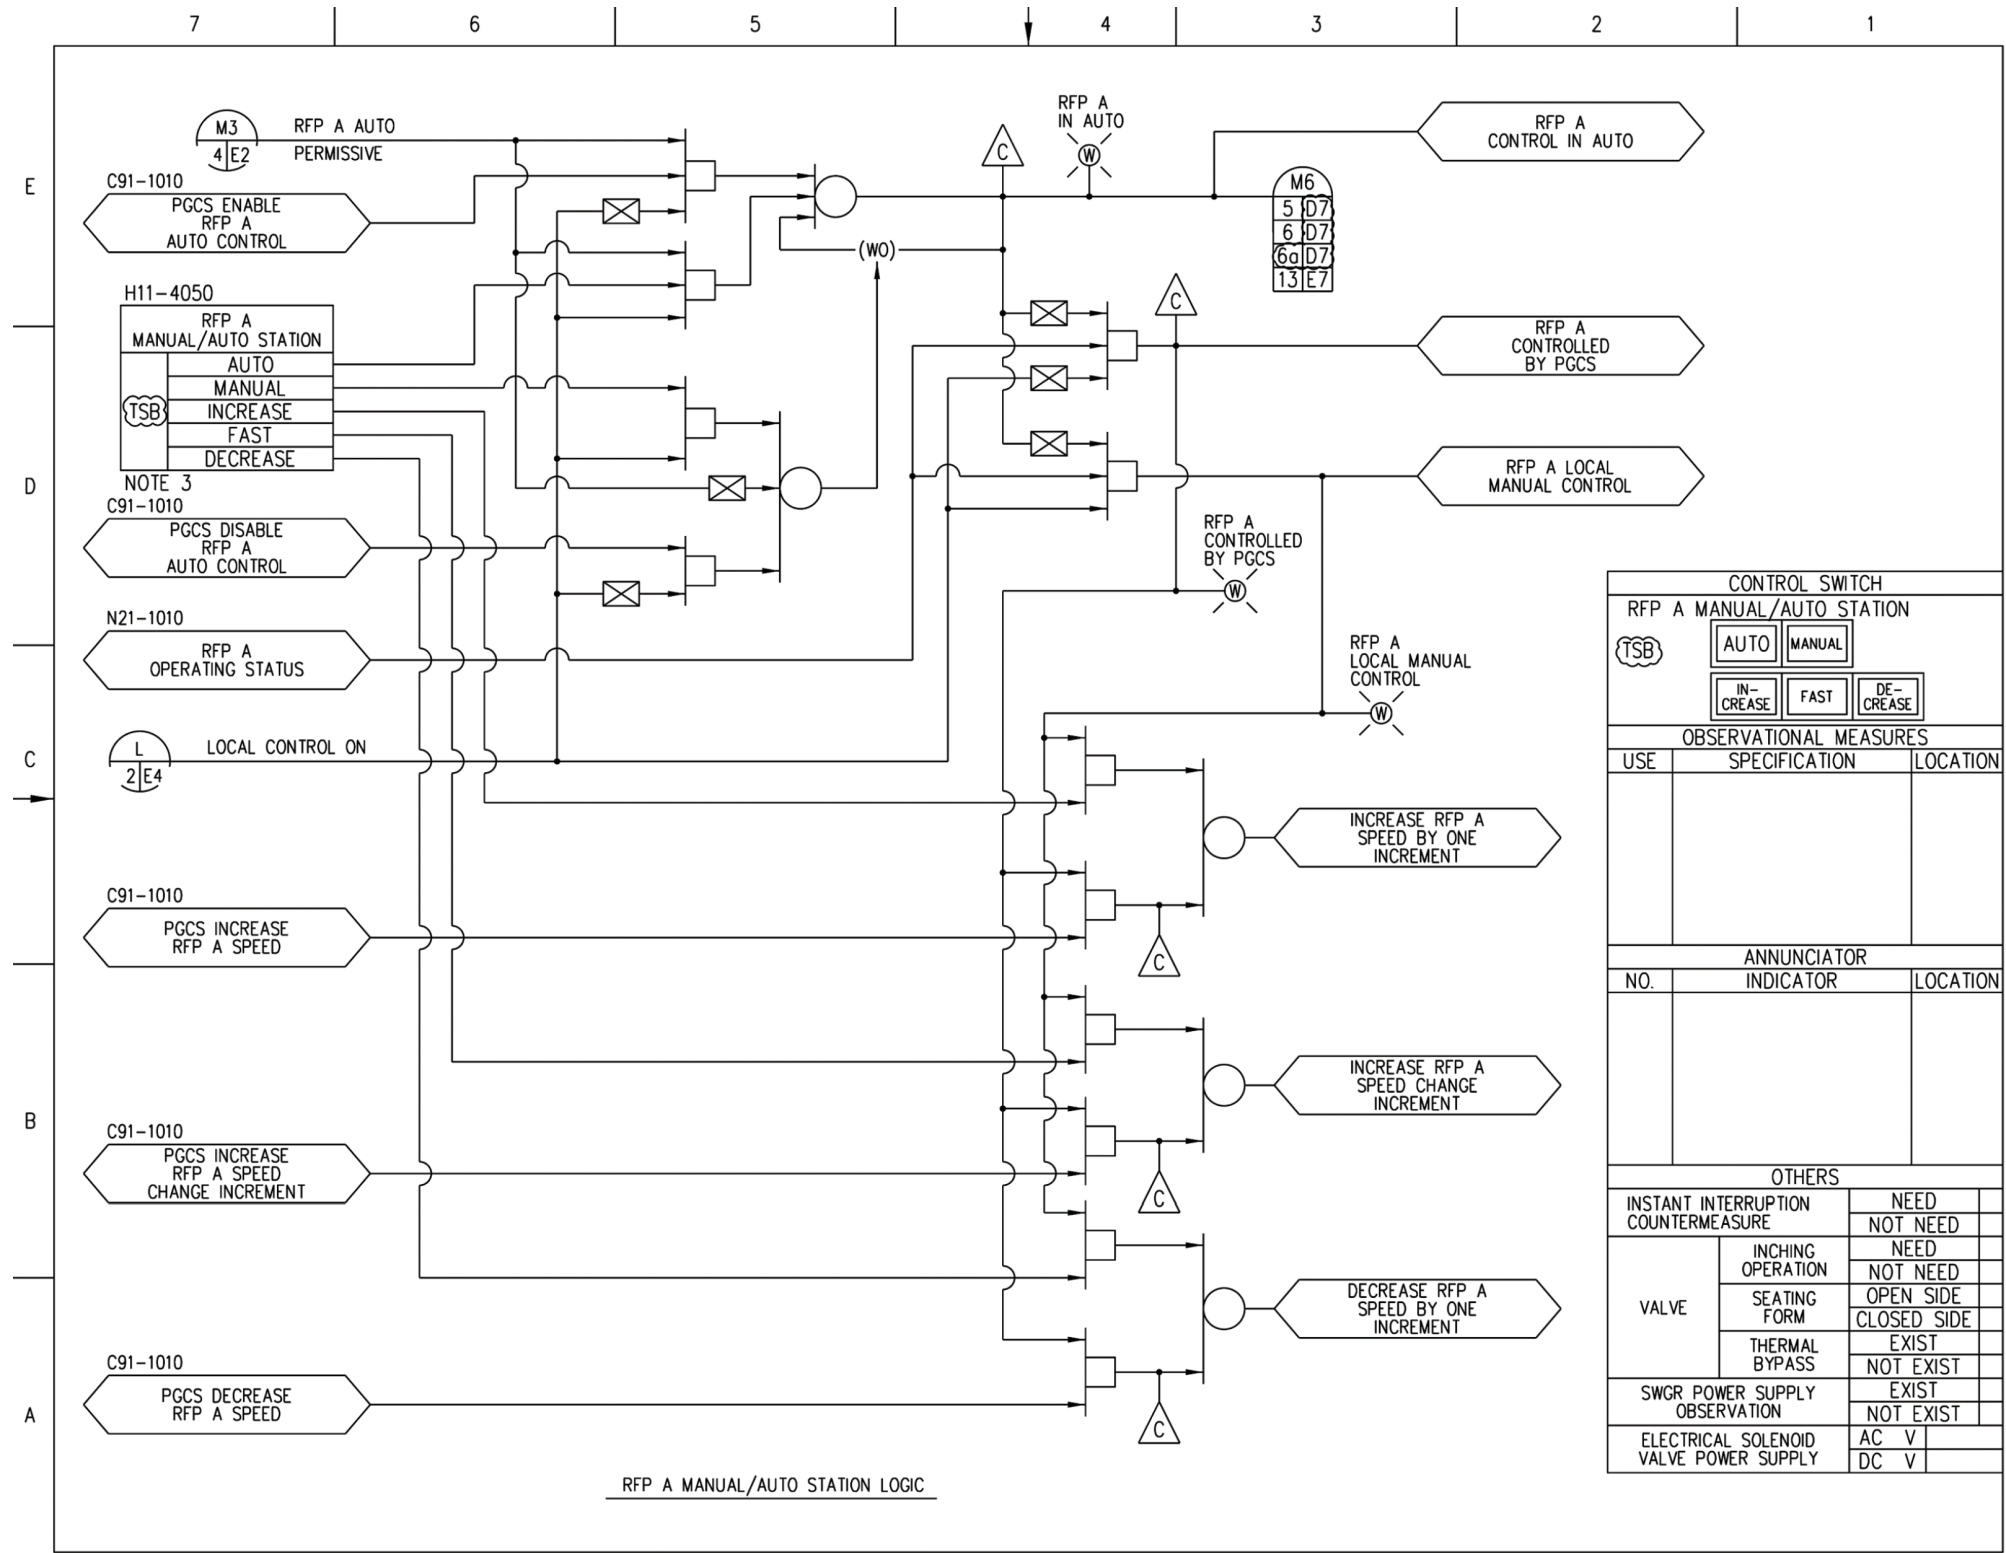 7 6 5 4 3 2 1
E
D
C
B
A
M3
4 E2
RFP A AUTO
PERMISSIVE
C91-1010
PGCS ENABLE
RFP A
AUTO CONTROL
H11-4050
RFP A
MANUAL/AUTO STATION
TSB
AUTO
MANUAL
INCREASE
FAST
DECREASE
NOTE 3
C91-1010
PGCS DISABLE
RFP A
AUTO CONTROL
N21-1010
RFP A
OPERATING STATUS
L
2 E4
LOCAL CONTROL ON
C91-1010
PGCS INCREASE
RFP A SPEED
C91-1010
PGCS INCREASE
RFP A SPEED
CHANGE INCREMENT
C91-1010
PGCS DECREASE
RFP A SPEED
(WO)
C
RFP A
IN AUTO
W
RFP A
CONTROL IN AUTO
M6
5 D7
6 D7
6a D7
13 E7
C
RFP A
CONTROLLED
BY PGCS
RFP A LOCAL
MANUAL CONTROL
RFP A
CONTROLLED
BY PGCS
W
RFP A
LOCAL MANUAL
CONTROL
W
INCREASE RFP A
SPEED BY ONE
INCREMENT
C
INCREASE RFP A
SPEED CHANGE
INCREMENT
C
DECREASE RFP A
SPEED BY ONE
INCREMENT
C
RFP A MANUAL/AUTO STATION LOGIC
CONTROL SWITCH
RFP A MANUAL/AUTO STATION
TSB
AUTO MANUAL
IN-
CREASE
FAST
DE-
CREASE
OBSERVATIONAL MEASURES
USE SPECIFICATION LOCATION
ANNUNCIATOR
NO. INDICATOR LOCATION
OTHERS
INSTANT INTERRUPTION
COUNTERMEASURE
NEED
NOT NEED
VALVE
INCHING
OPERATION
NEED
NOT NEED
SEATING
FORM
OPEN SIDE
CLOSED SIDE
THERMAL
BYPASS
EXIST
NOT EXIST
SWGR POWER SUPPLY
OBSERVATION
EXIST
NOT EXIST
ELECTRICAL SOLENOID
VALVE POWER SUPPLY
AC V
DC V